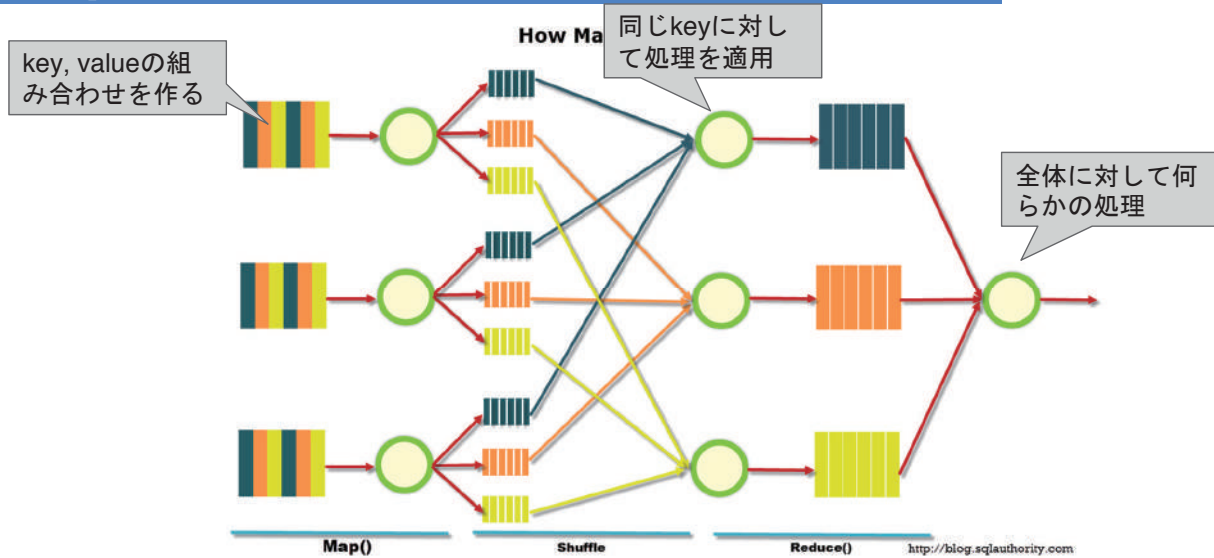 How Ma
同じkeyに対し
て処理を適用
key, valueの組
み合わせを作る
全体に対して何
らかの処理
Map()
Shuffle
Reduce()
http://blog.sqlauthority.com